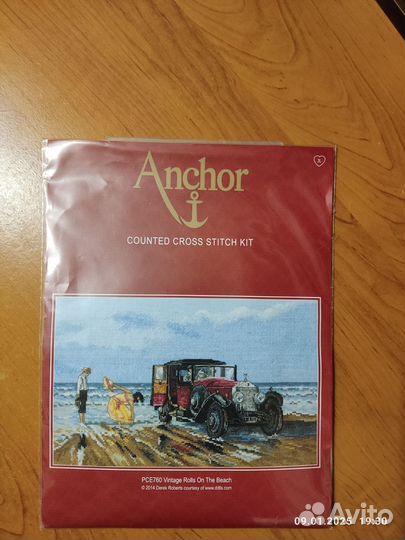 Anchor
COUNTED CROSS STITCH KIT
PCE760 Vintage Rolls On The Beach
© 2014 Derek Roberts courtesy of www.ddfa.com
Avito
09.01.2025 19:30